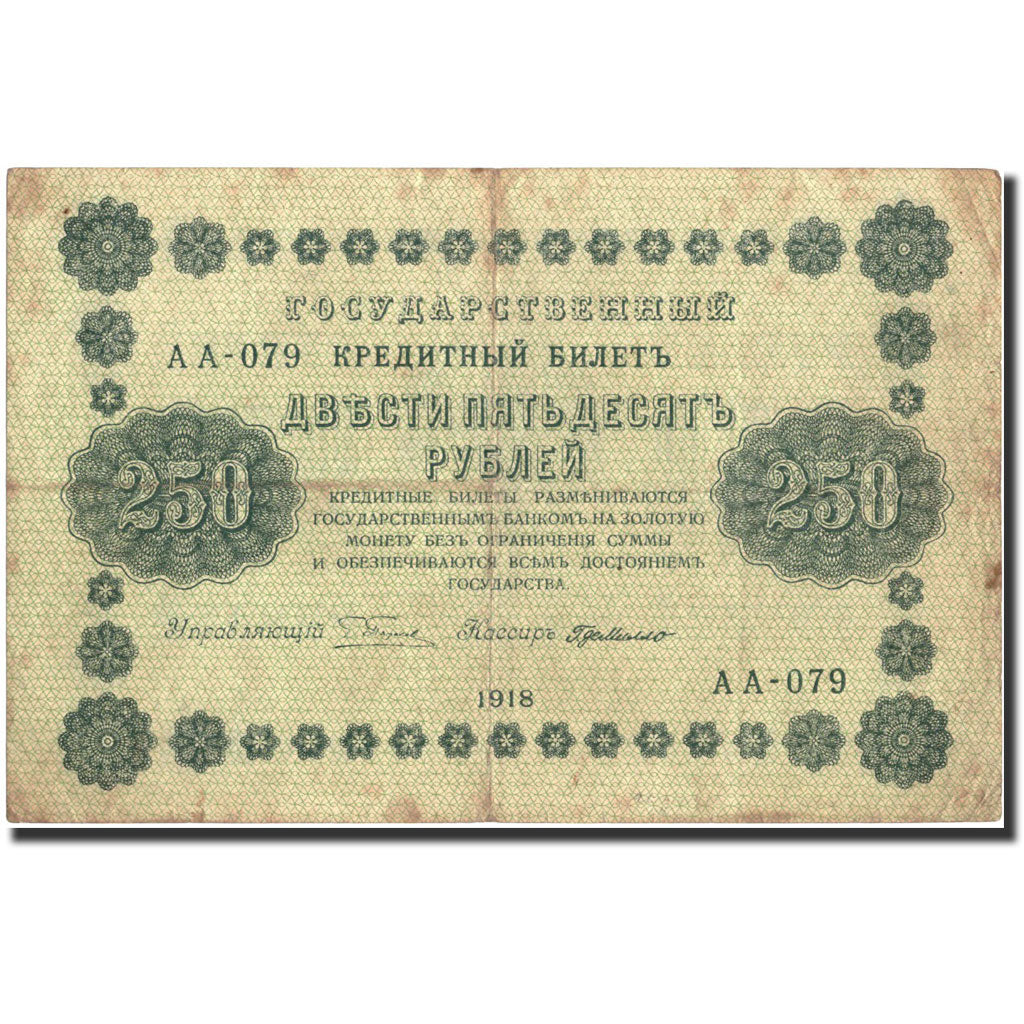 ГОСУДАРСТВЕННЫЙ
АА-079 КРЕДИТНЫЙ БИЛЕТЪ
ДВѢСТИ ПЯТЬДЕСЯТЪ
РУБЛЕЙ
250
250
КРЕДИТНЫЕ БИЛЕТЫ РАЗМѢНИВАЮТСЯ
ГОСУДАРСТВЕННЫМЪ БАНКОМЪ НА ЗОЛОТУЮ
МОНЕТУ БЕЗЪ ОГРАНИЧЕНІЯ СУММЫ
И ОБЕЗПЕЧИВАЮТСЯ ВСѢМЪ ДОСТОЯНІЕМЪ
ГОСУДАРСТВА.
Управляющій Кассиръ ГдеМилло
АА-079
1918